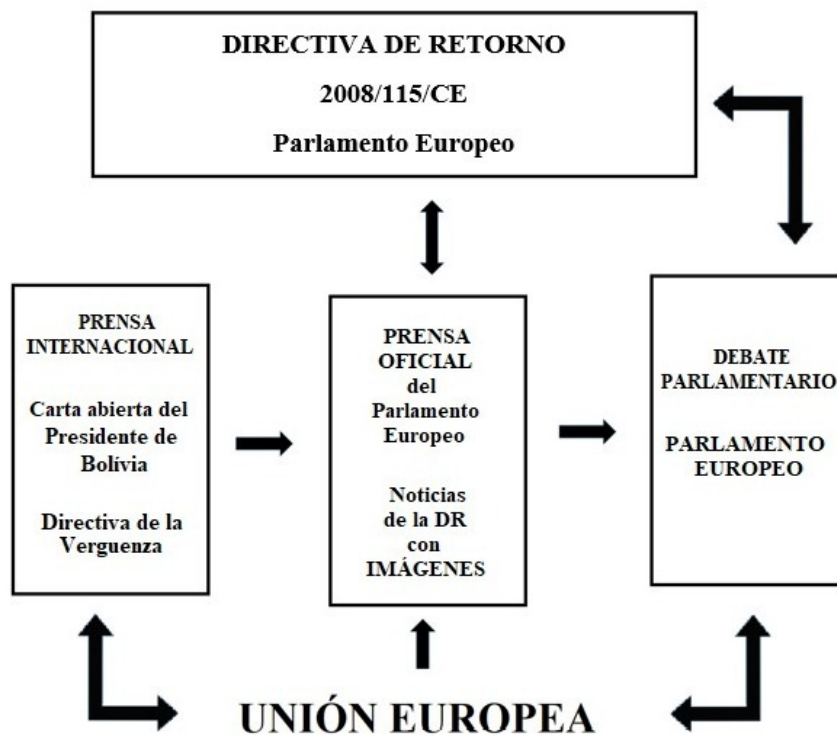 DIRECTIVA DE RETORNO
2008/115/CE
Parlamento Europeo
PRENSA
INTERNACIONAL
Carta abierta del
Presidente de
Bolívia
Directiva de la
Verguenza
PRENSA
OFICIAL
del
Parlamento
Europeo
Noticias
de la DR
con
IMÁGENES
DEBATE
PARLAMENTARIO
PARLAMENTO
EUROPEO
UNIÓN EUROPEA